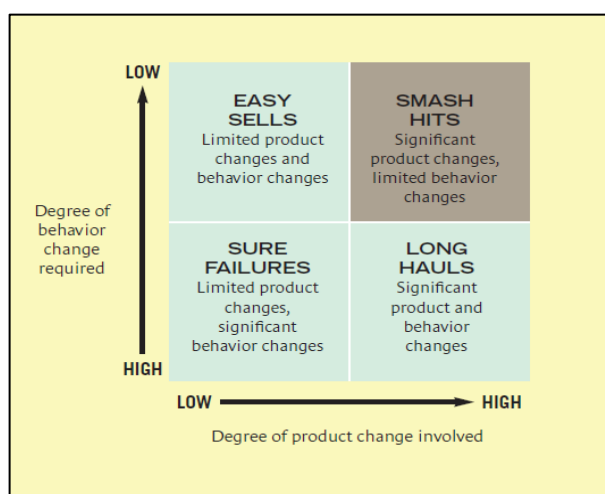 LOW
EASY
SELLS
Limited product
changes and
behavior changes
SMASH
HITS
Significant
product changes,
limited behavior
changes
Degree of
behavior
change
required
SURE
FAILURES
Limited product
changes,
significant
behavior changes
LONG
HAULS
Significant
product and
behavior
changes
HIGH
LOW
HIGH
Degree of product change involved